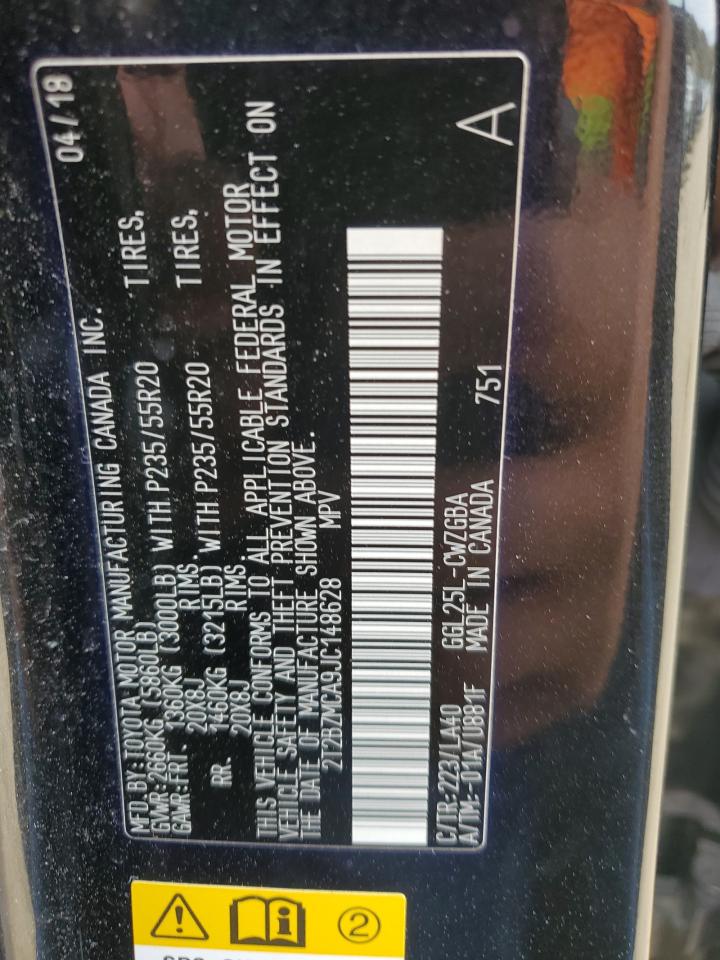 MFD.BY:TOYOTA MOTOR MANUFACTURING CANADA INC. 04/18
GVWR:2660KG (5860LB)
GAWR:FRT. 1360KG (3000LB) WITH P235/55R20 TIRES,
20X8J RIMS.
RR. 1460KG (3215LB) WITH P235/55R20 TIRES,
20X8J RIMS.
THIS VEHICLE CONFORMS TO ALL APPLICABLE FEDERAL MOTOR
VEHICLE SAFETY AND THEFT PREVENTION STANDARDS IN EFFECT ON
THE DATE OF MANUFACTURE SHOWN ABOVE.
2T2BZMCA9JC148628 MPV
C/TR:223/LA40 GGL25L-CWZGBA
A/TM:-01A/U881F MADE IN CANADA 751 A
2